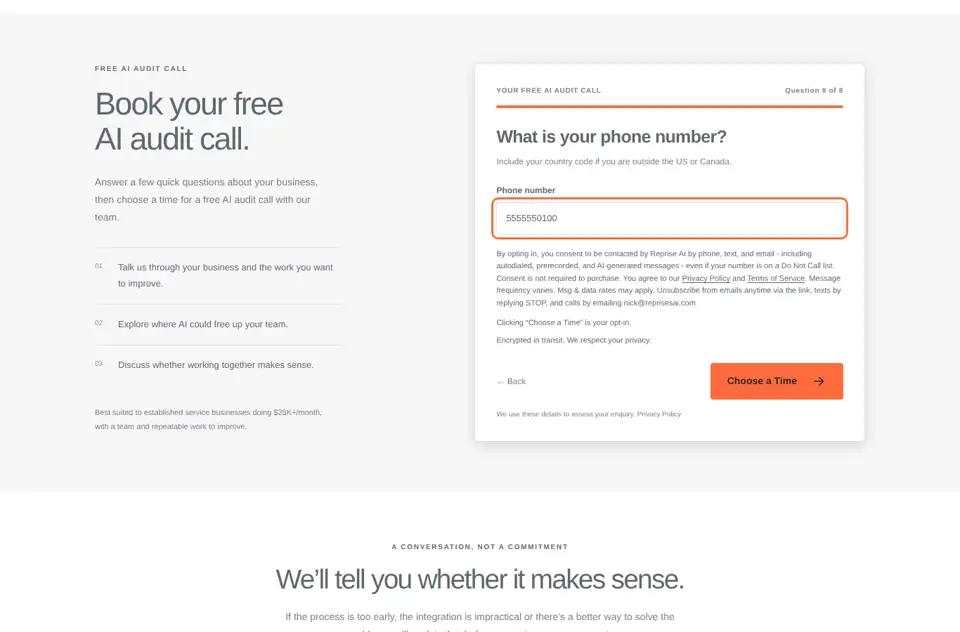 FREE AI AUDIT CALL
Book your free
AI audit call.
Answer a few quick questions about your business,
then choose a time for a free AI audit call with our
team.
01 Talk us through your business and the work you want
to improve.
02 Explore where AI could free up your team.
03 Discuss whether working together makes sense.
Best suited to established service businesses doing $25K+/month,
with a team and repeatable work to improve.
YOUR FREE AI AUDIT CALL
Question 8 of 8
What is your phone number?
Include your country code if you are outside the US or Canada.
Phone number
5555550100
By opting in, you consent to be contacted by Reprise AI by phone, text, and email - including
autodialed, prerecorded, and AI-generated messages - even if your number is on a Do Not Call list.
Consent is not required to purchase. You agree to our Privacy Policy and Terms of Service. Message
frequency varies. Msg & data rates may apply. Unsubscribe from emails anytime via the link, texts by
replying STOP, and calls by emailing nick@reprisesai.com
Clicking “Choose a Time” is your opt-in.
Encrypted in transit. We respect your privacy.
← Back
Choose a Time →
We use these details to assess your enquiry. Privacy Policy
A CONVERSATION, NOT A COMMITMENT
We’ll tell you whether it makes sense.
If the process is too early, the integration is impractical or there’s a better way to solve the